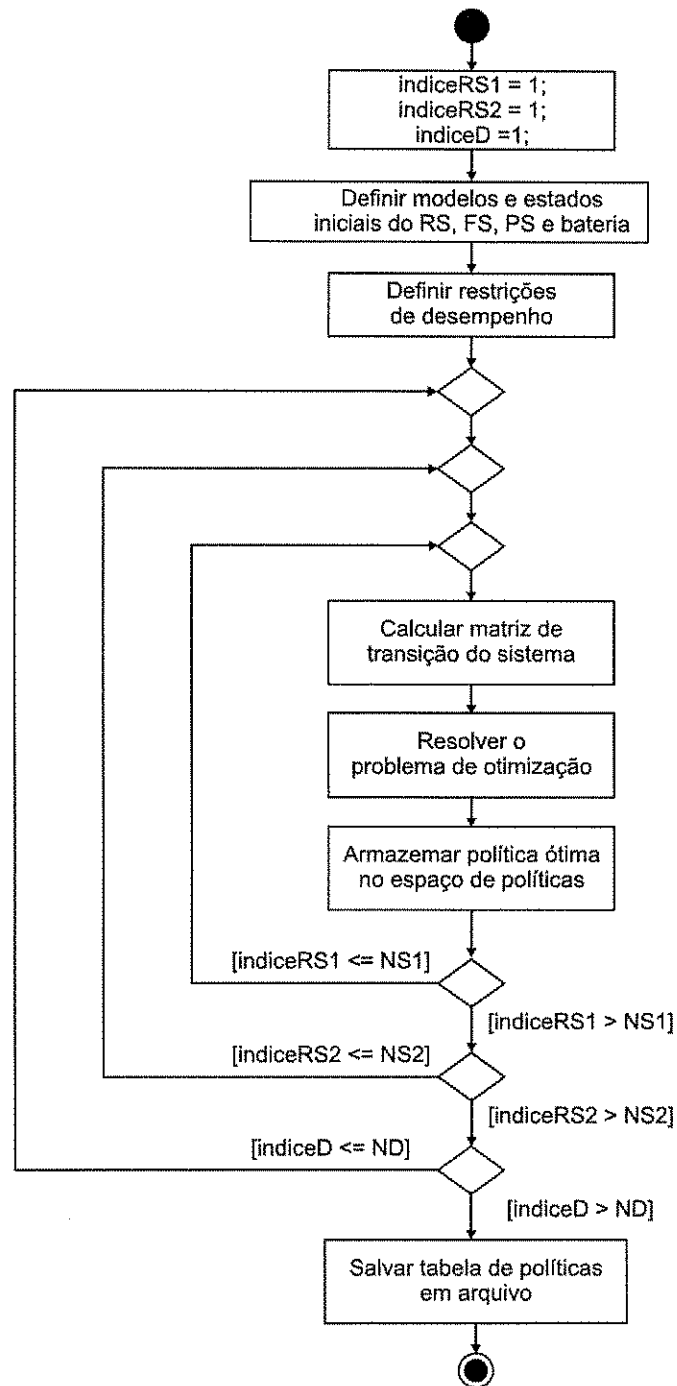 indiceRS1 = 1;
indiceRS2 = 1;
indiceD =1;
Definir modelos e estados
iniciais do RS, FS, PS e bateria
Definir restrições
de desempenho
Calcular matriz de
transição do sistema
Resolver o
problema de otimização
Armazemar política ótima
no espaço de políticas
[indiceRS1 <= NS1]
[indiceRS1 > NS1]
[indiceRS2 <= NS2]
[indiceRS2 > NS2]
[indiceD <= ND]
[indiceD > ND]
Salvar tabela de políticas
em arquivo